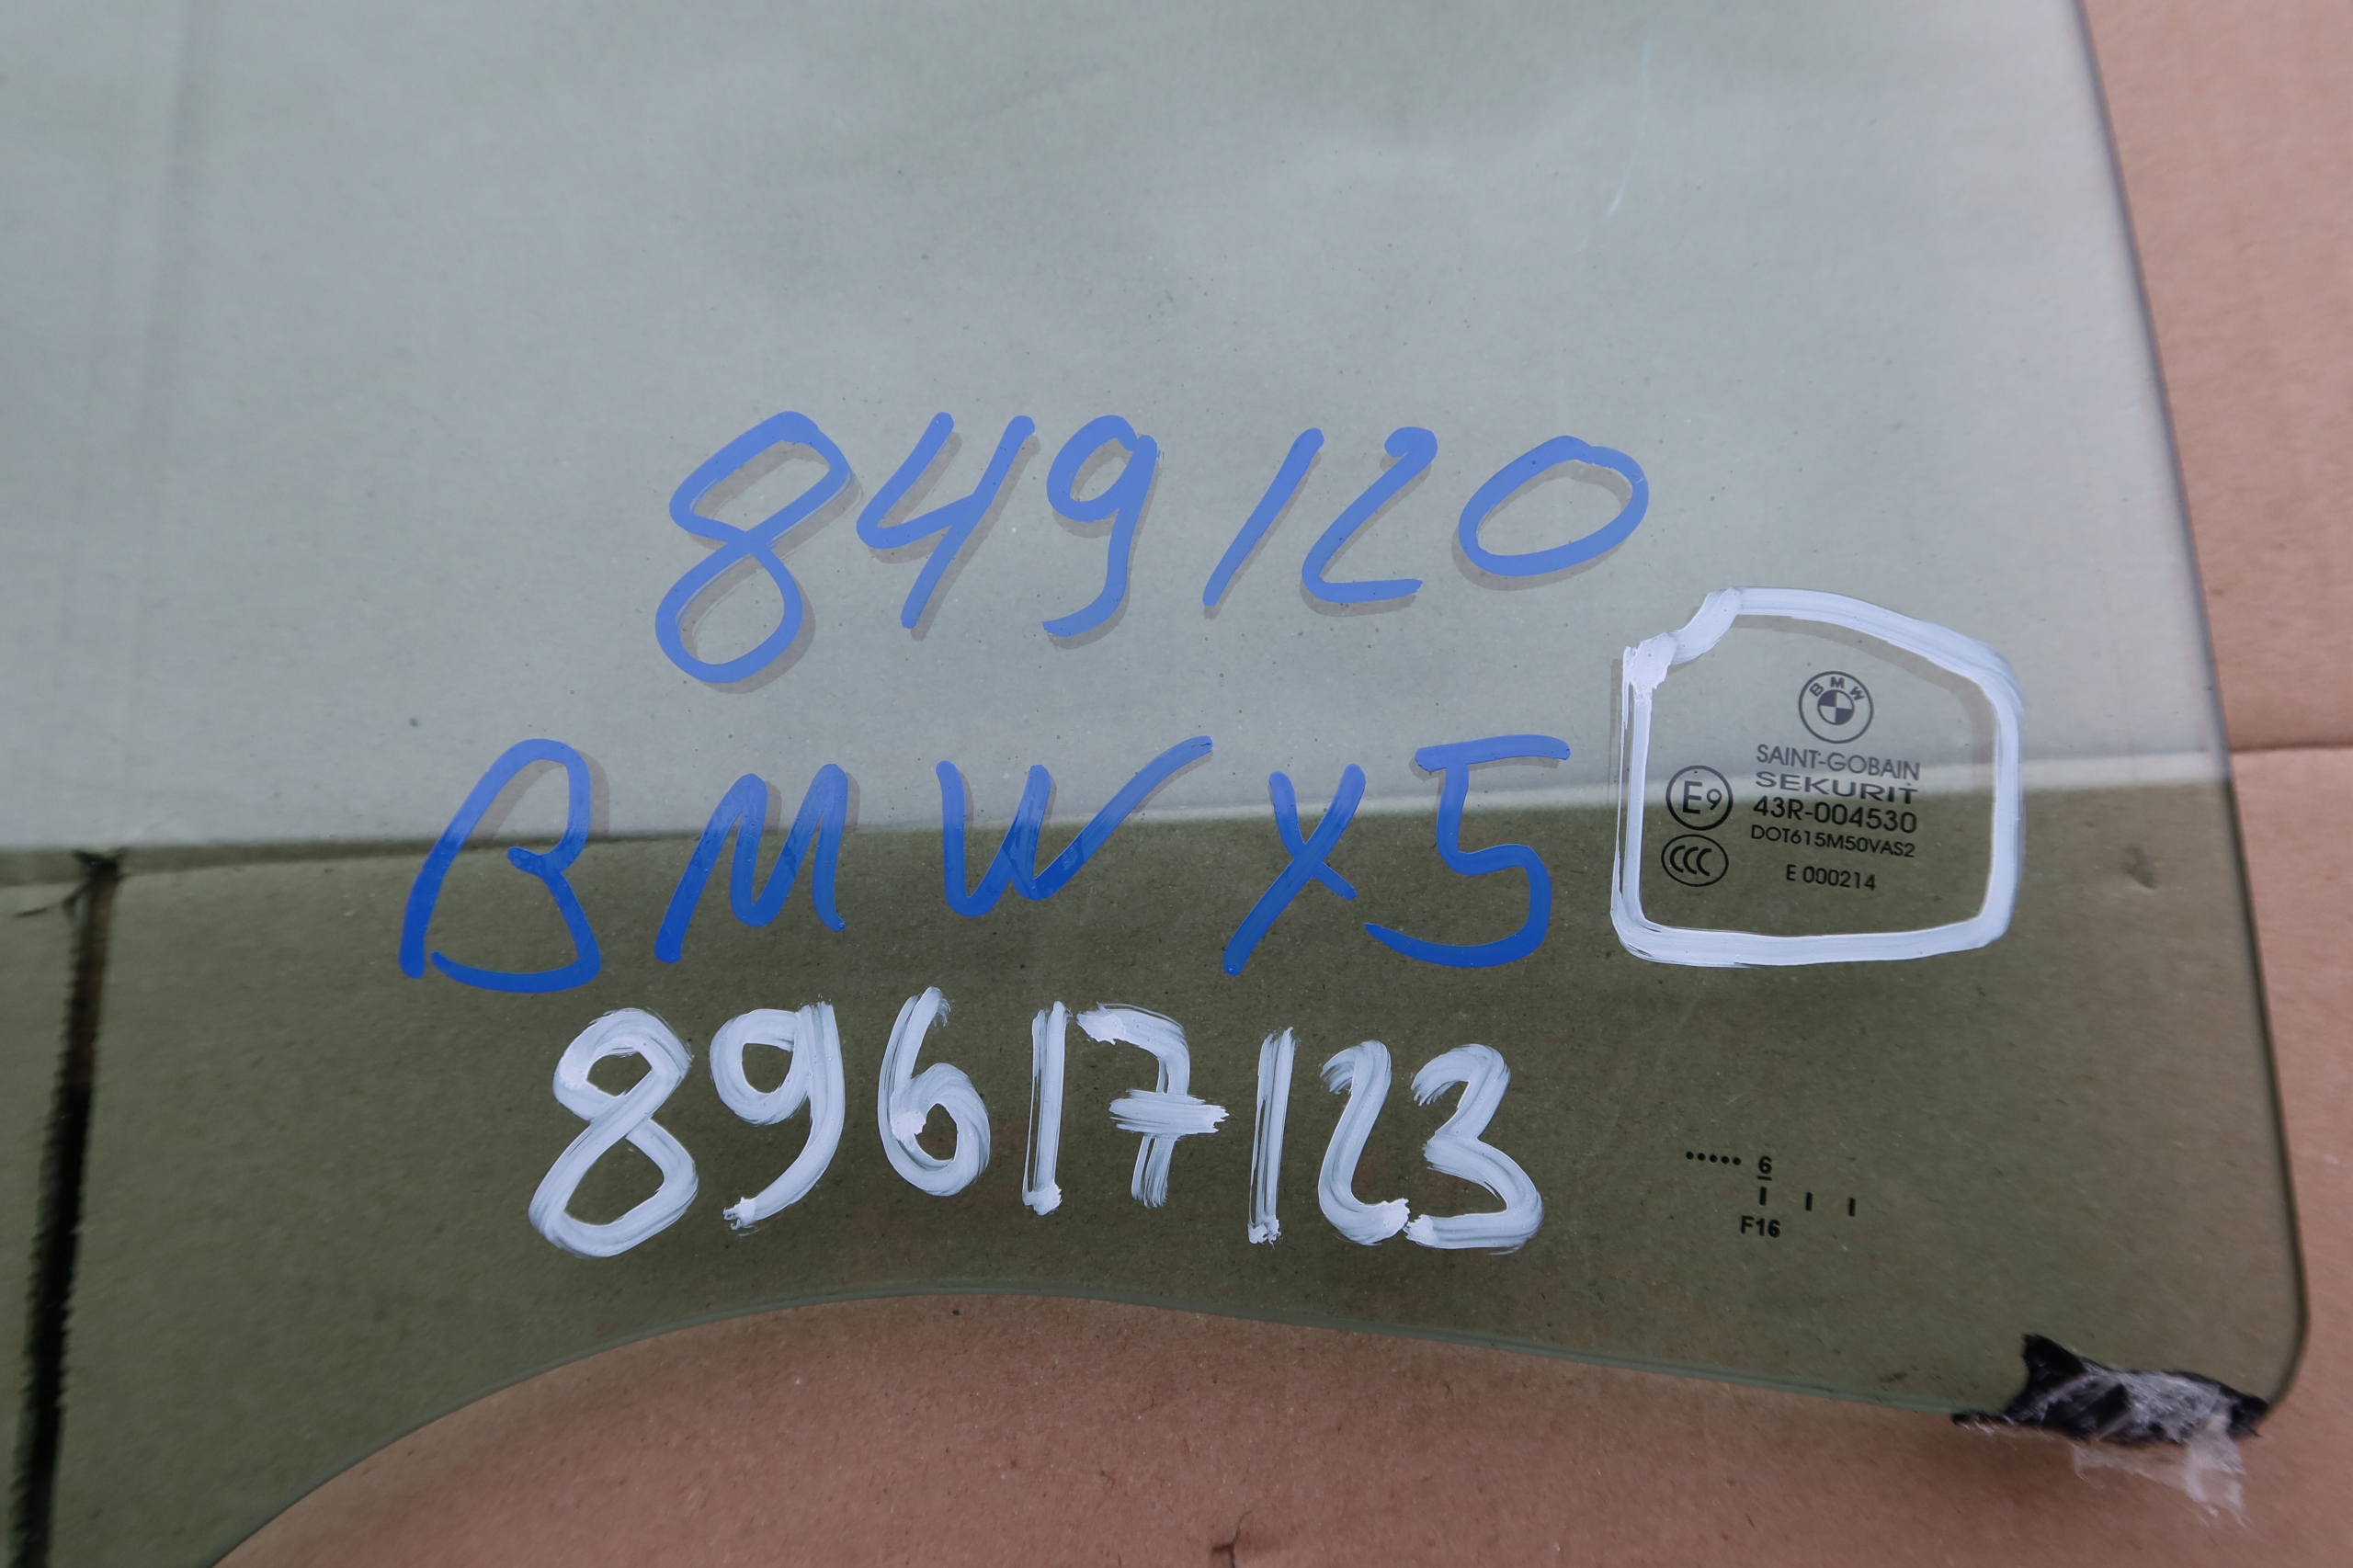 849120
BMW X5
BMW
SAINT-GOBAIN
SEKURIT
E9
43R-004530
DOT615M50VAS2
CCC
E 000214
89617123
..... 6
F16